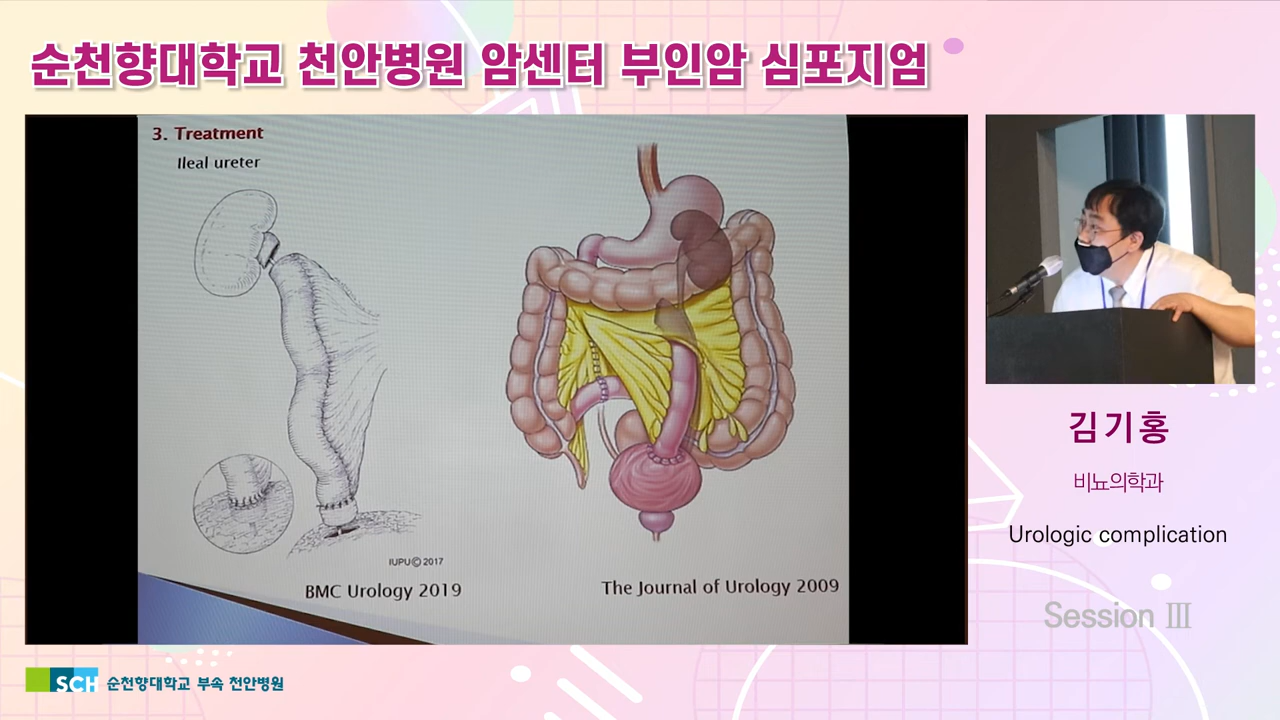 순천향대학교 천안병원 암센터 부인암 심포지엄
3. Treatment
Ileal ureter
IUPU© 2017
BMC Urology 2019
The Journal of Urology 2009
김기홍
비뇨의학과
Urologic complication
Session Ⅲ
SCH 순천향대학교 부속 천안병원